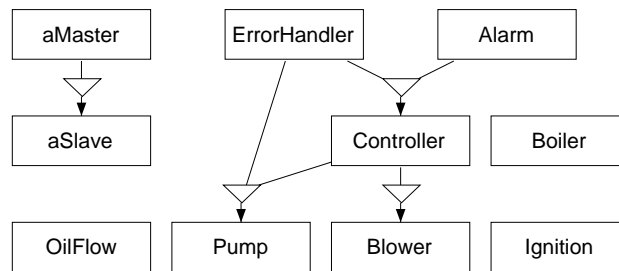 aMaster
ErrorHandler
Alarm
aSlave
Controller
Boiler
OilFlow
Pump
Blower
Ignition